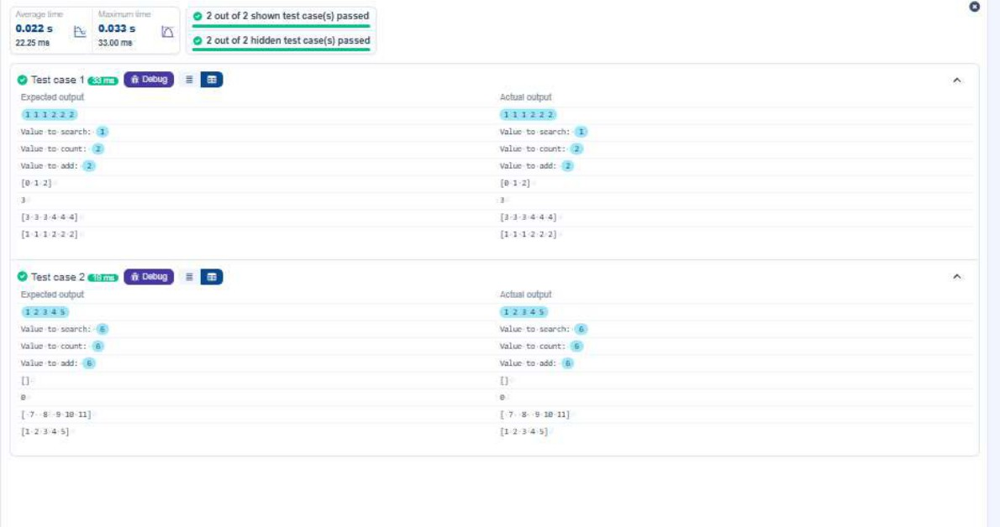 Average time
0.022 s
22.25 ms
Maximum time
0.033 s
33.00 ms
2 out of 2 shown test case(s) passed
2 out of 2 hidden test case(s) passed
Test case 1 33 ms Debug
Expected output Actual output
1 1 1 2 2 2 1 1 1 2 2 2
Value·to·search:·1 Value·to·search:·1
Value·to·count:·2 Value·to·count:·2
Value·to·add:·2 Value·to·add:·2
[0·1·2] [0·1·2]
3 3
[3·3·3·4·4·4] [3·3·3·4·4·4]
[1·1·1·2·2·2] [1·1·1·2·2·2]
Test case 2 19 ms Debug
Expected output Actual output
1 2 3 4 5 1 2 3 4 5
Value·to·search:·6 Value·to·search:·6
Value·to·count:·6 Value·to·count:·6
Value·to·add:·6 Value·to·add:·6
[] []
0 0
[·7··8··9·10·11] [·7··8··9·10·11]
[1·2·3·4·5] [1·2·3·4·5]